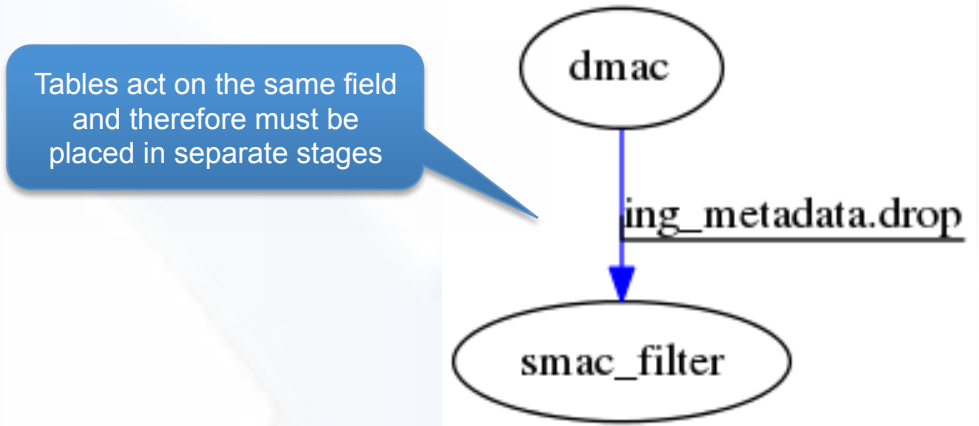 Tables act on the same field
and therefore must be
placed in separate stages
dmac
ing_metadata.drop
smac_filter